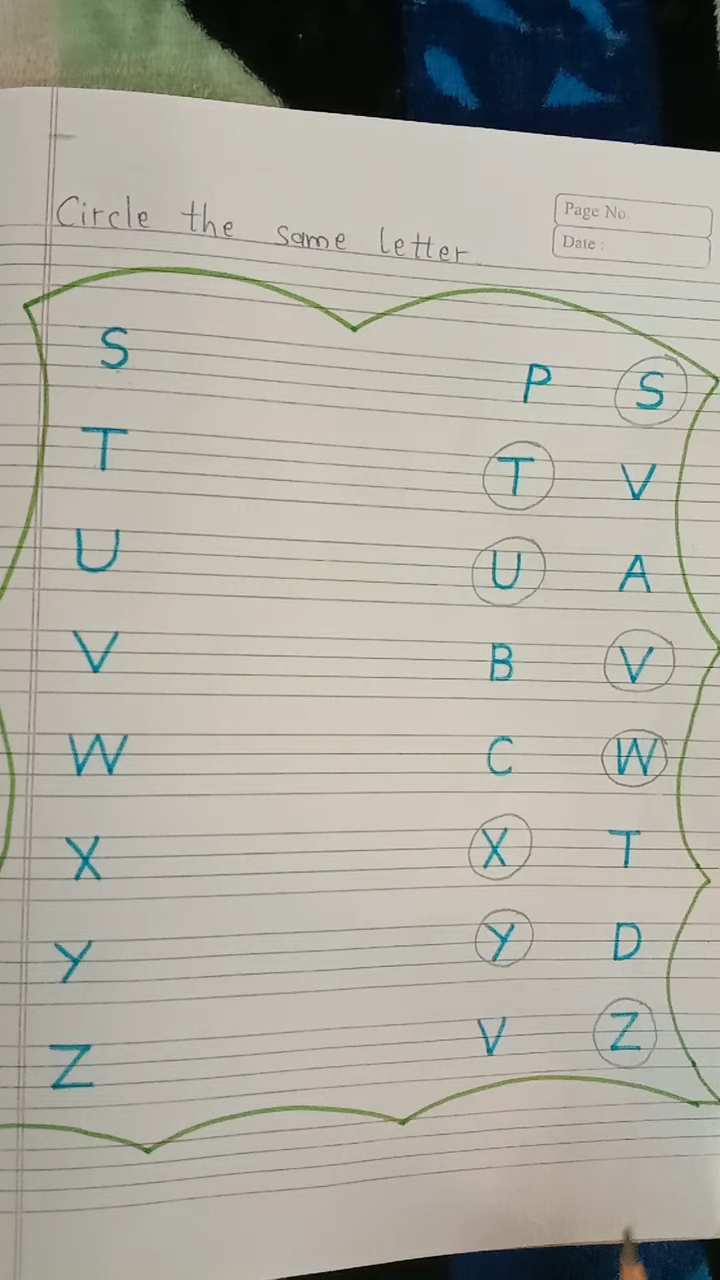 Page No.
Date :
Circle the same letter
S P S
T T V
U U A
V B V
W C W
X X T
Y Y D
Z V Z